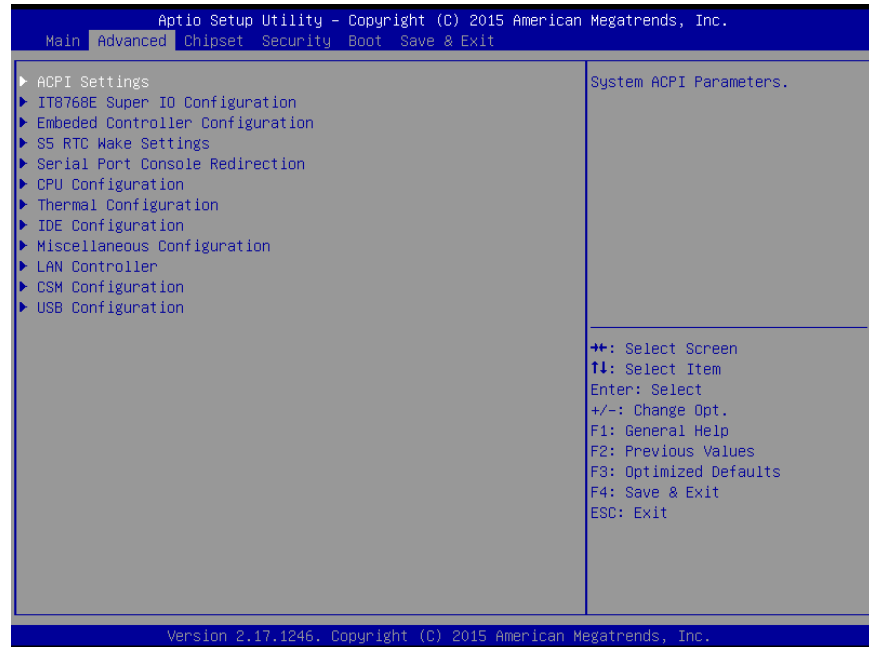 Aptio Setup Utility – Copyright (C) 2015 American Megatrends, Inc.
Main Advanced Chipset Security Boot Save & Exit
▶ ACPI Settings
▶ IT8768E Super IO Configuration
▶ Embeded Controller Configuration
▶ S5 RTC Wake Settings
▶ Serial Port Console Redirection
▶ CPU Configuration
▶ Thermal Configuration
▶ IDE Configuration
▶ Miscellaneous Configuration
▶ LAN Controller
▶ CSM Configuration
▶ USB Configuration
System ACPI Parameters.
→←: Select Screen
↑↓: Select Item
Enter: Select
+/-: Change Opt.
F1: General Help
F2: Previous Values
F3: Optimized Defaults
F4: Save & Exit
ESC: Exit
Version 2.17.1246. Copyright (C) 2015 American Megatrends, Inc.